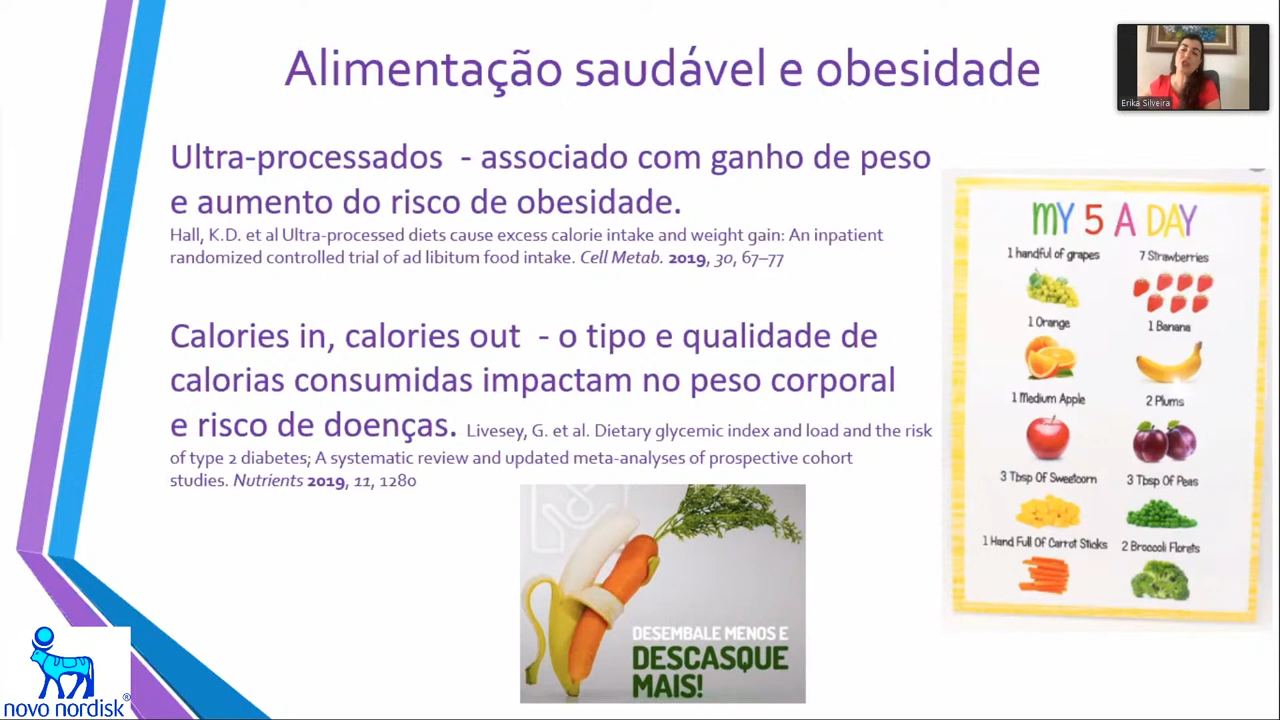 Alimentação saudável e obesidade
Erika Silveira
Ultra-processados - associado com ganho de peso
e aumento do risco de obesidade.
Hall, K.D. et al Ultra-processed diets cause excess calorie intake and weight gain: An inpatient
randomized controlled trial of ad libitum food intake. Cell Metab. 2019, 30, 67–77
Calories in, calories out - o tipo e qualidade de
calorias consumidas impactam no peso corporal
e risco de doenças. Livesey, G. et al. Dietary glycemic index and load and the risk
of type 2 diabetes; A systematic review and updated meta-analyses of prospective cohort
studies. Nutrients 2019, 11, 1280
MY 5 A DAY
1 handful of grapes
7 Strawberries
1 Orange
1 Banana
1 Medium Apple
2 Plums
3 Tbsp Of Sweetcorn
3 Tbsp Of Peas
1 Hand Full Of Carrot Sticks
2 Broccoli Florets
DESEMBALE MENOS E
DESCASQUE
MAIS!
novo nordisk®